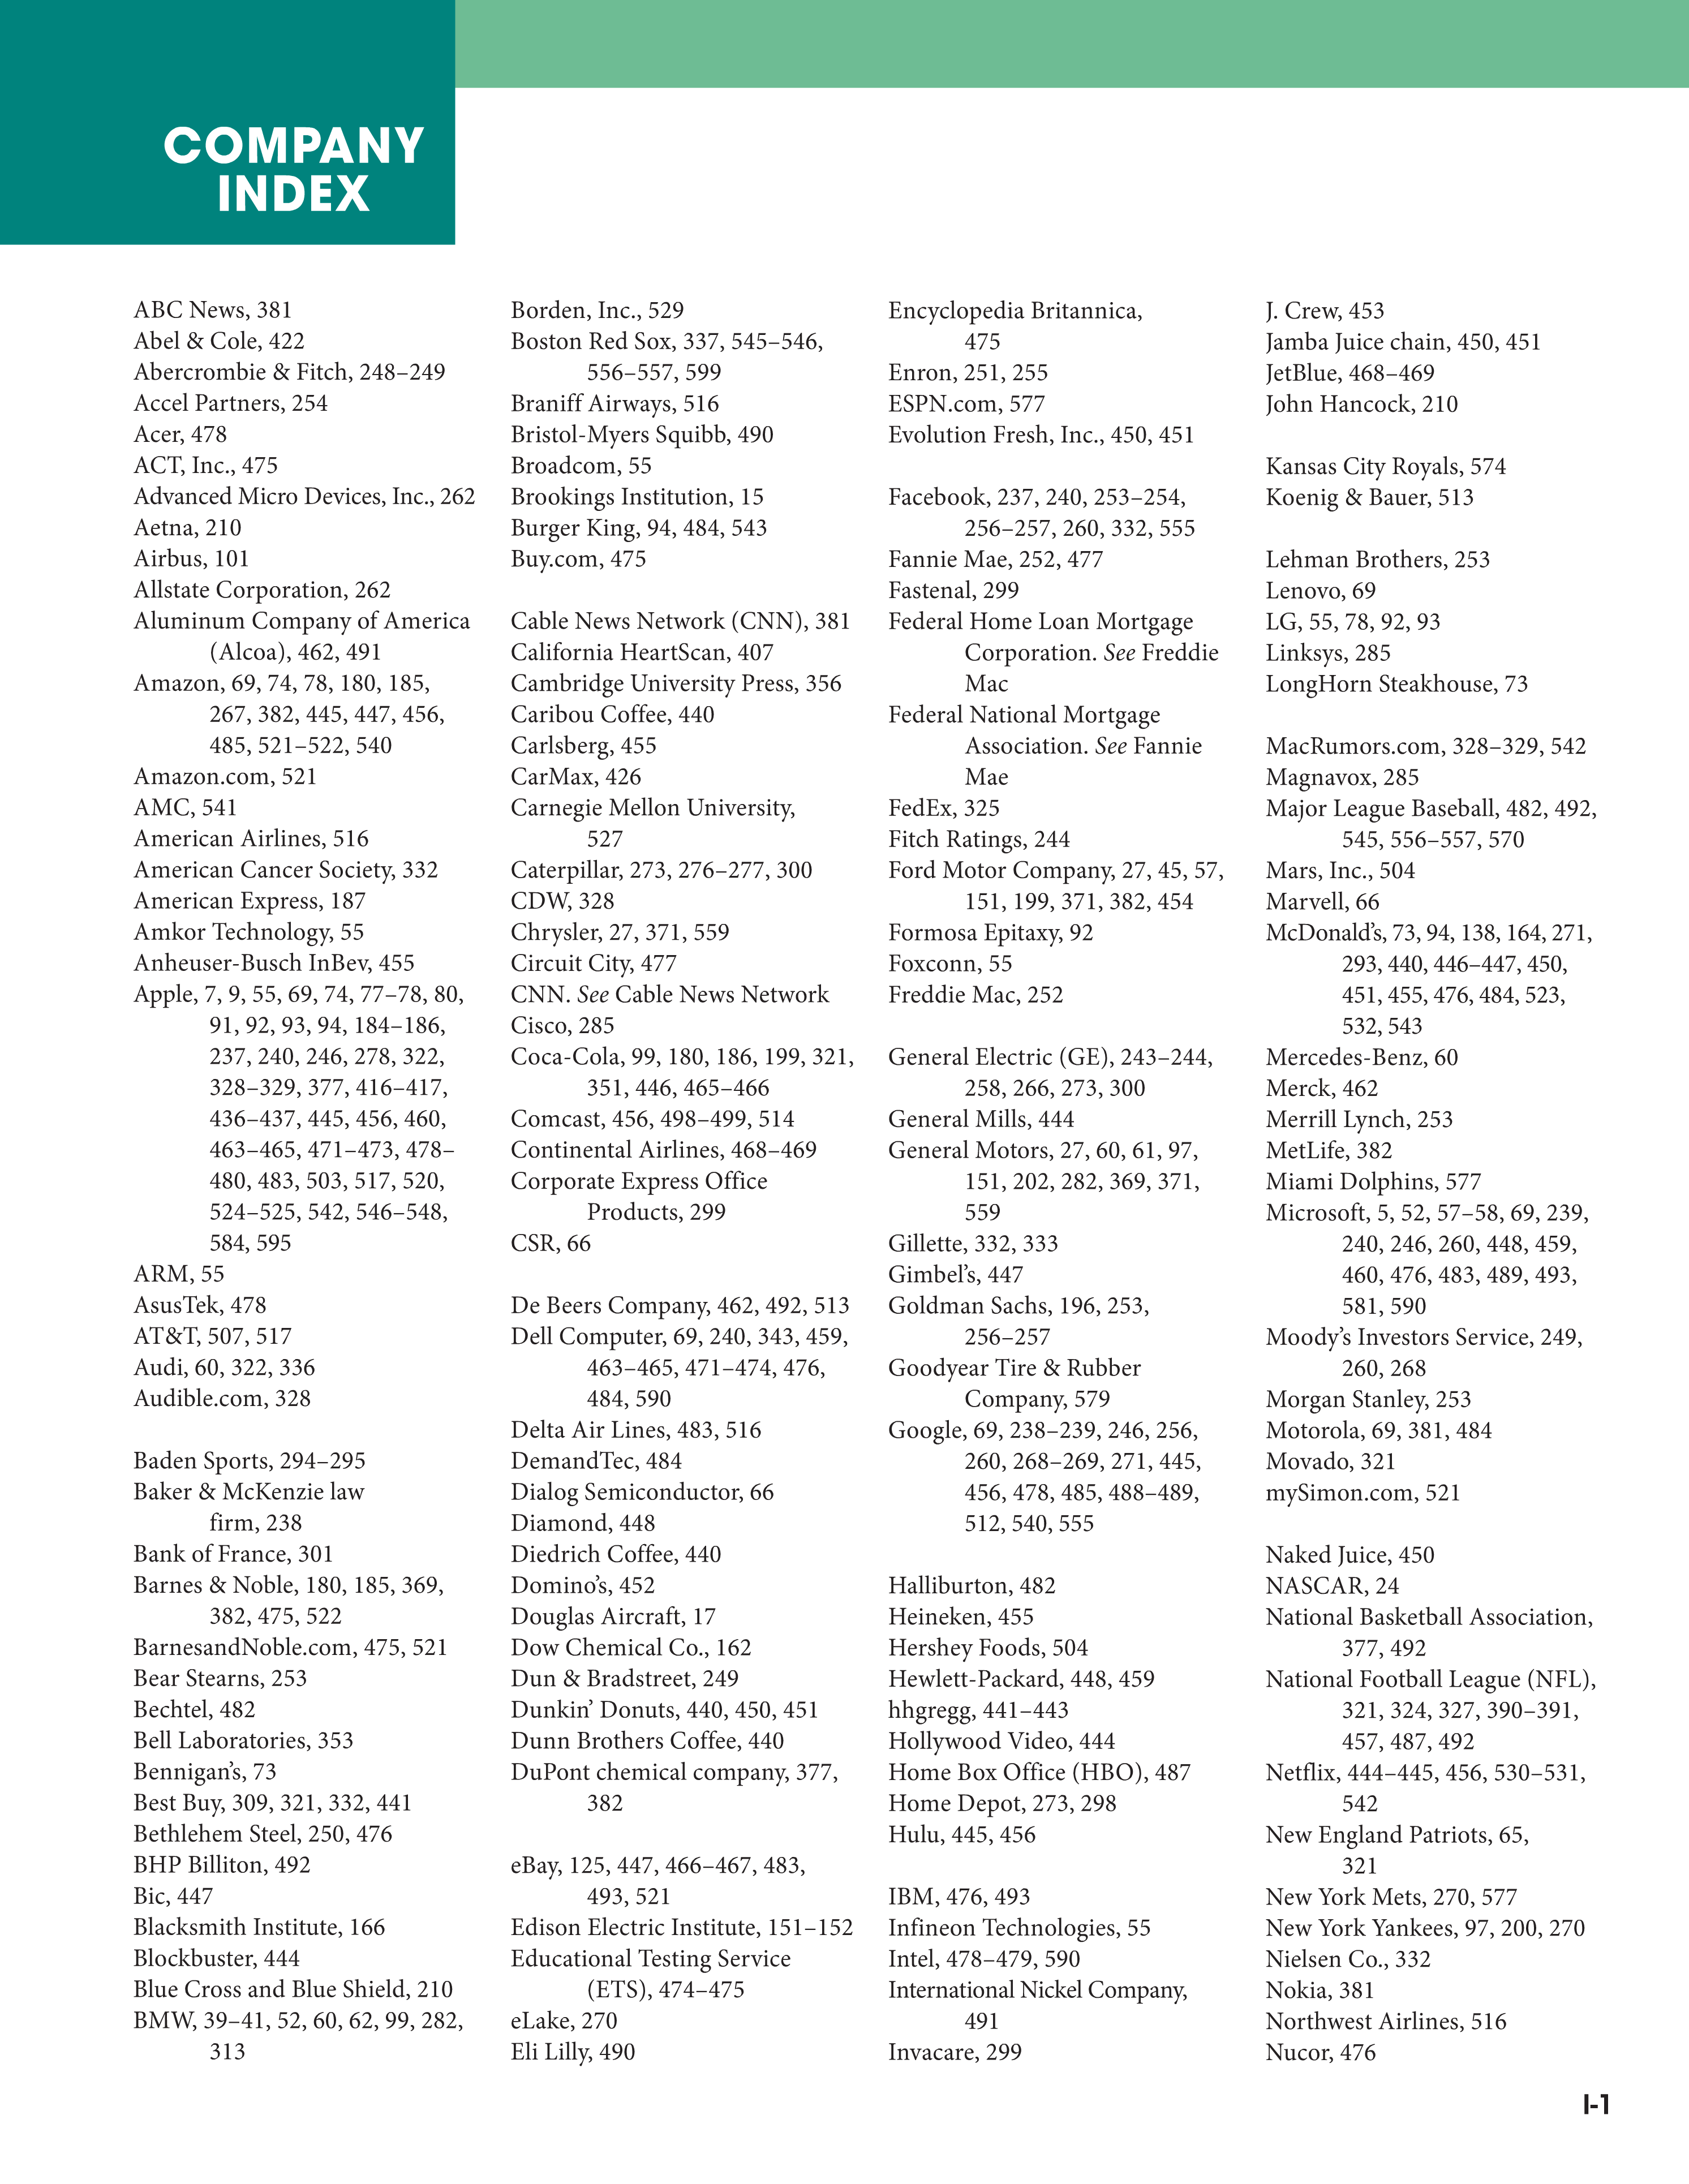 COMPANY
INDEX
ABC News, 381
Abel & Cole, 422
Abercrombie & Fitch, 248–249
Accel Partners, 254
Acer, 478
ACT, Inc., 475
Advanced Micro Devices, Inc., 262
Aetna, 210
Airbus, 101
Allstate Corporation, 262
Aluminum Company of America
(Alcoa), 462, 491
Amazon, 69, 74, 78, 180, 185,
267, 382, 445, 447, 456,
485, 521–522, 540
Amazon.com, 521
AMC, 541
American Airlines, 516
American Cancer Society, 332
American Express, 187
Amkor Technology, 55
Anheuser-Busch InBev, 455
Apple, 7, 9, 55, 69, 74, 77–78, 80,
91, 92, 93, 94, 184–186,
237, 240, 246, 278, 322,
328–329, 377, 416–417,
436–437, 445, 456, 460,
463–465, 471–473, 478–
480, 483, 503, 517, 520,
524–525, 542, 546–548,
584, 595
ARM, 55
AsusTek, 478
AT&T, 507, 517
Audi, 60, 322, 336
Audible.com, 328
Baden Sports, 294–295
Baker & McKenzie law
firm, 238
Bank of France, 301
Barnes & Noble, 180, 185, 369,
382, 475, 522
BarnesandNoble.com, 475, 521
Bear Stearns, 253
Bechtel, 482
Bell Laboratories, 353
Bennigan’s, 73
Best Buy, 309, 321, 332, 441
Bethlehem Steel, 250, 476
BHP Billiton, 492
Bic, 447
Blacksmith Institute, 166
Blockbuster, 444
Blue Cross and Blue Shield, 210
BMW, 39–41, 52, 60, 62, 99, 282,
313
Borden, Inc., 529
Boston Red Sox, 337, 545–546,
556–557, 599
Braniff Airways, 516
Bristol-Myers Squibb, 490
Broadcom, 55
Brookings Institution, 15
Burger King, 94, 484, 543
Buy.com, 475
Cable News Network (CNN), 381
California HeartScan, 407
Cambridge University Press, 356
Caribou Coffee, 440
Carlsberg, 455
CarMax, 426
Carnegie Mellon University,
527
Caterpillar, 273, 276–277, 300
CDW, 328
Chrysler, 27, 371, 559
Circuit City, 477
CNN. See Cable News Network
Cisco, 285
Coca-Cola, 99, 180, 186, 199, 321,
351, 446, 465–466
Comcast, 456, 498–499, 514
Continental Airlines, 468–469
Corporate Express Office
Products, 299
CSR, 66
De Beers Company, 462, 492, 513
Dell Computer, 69, 240, 343, 459,
463–465, 471–474, 476,
484, 590
Delta Air Lines, 483, 516
DemandTec, 484
Dialog Semiconductor, 66
Diamond, 448
Diedrich Coffee, 440
Domino’s, 452
Douglas Aircraft, 17
Dow Chemical Co., 162
Dun & Bradstreet, 249
Dunkin’ Donuts, 440, 450, 451
Dunn Brothers Coffee, 440
DuPont chemical company, 377,
382
eBay, 125, 447, 466–467, 483,
493, 521
Edison Electric Institute, 151–152
Educational Testing Service
(ETS), 474–475
eLake, 270
Eli Lilly, 490
Encyclopedia Britannica,
475
Enron, 251, 255
ESPN.com, 577
Evolution Fresh, Inc., 450, 451
Facebook, 237, 240, 253–254,
256–257, 260, 332, 555
Fannie Mae, 252, 477
Fastenal, 299
Federal Home Loan Mortgage
Corporation. See Freddie
Mac
Federal National Mortgage
Association. See Fannie
Mae
FedEx, 325
Fitch Ratings, 244
Ford Motor Company, 27, 45, 57,
151, 199, 371, 382, 454
Formosa Epitaxy, 92
Foxconn, 55
Freddie Mac, 252
General Electric (GE), 243–244,
258, 266, 273, 300
General Mills, 444
General Motors, 27, 60, 61, 97,
151, 202, 282, 369, 371,
559
Gillette, 332, 333
Gimbel’s, 447
Goldman Sachs, 196, 253,
256–257
Goodyear Tire & Rubber
Company, 579
Google, 69, 238–239, 246, 256,
260, 268–269, 271, 445,
456, 478, 485, 488–489,
512, 540, 555
Halliburton, 482
Heineken, 455
Hershey Foods, 504
Hewlett-Packard, 448, 459
hhgregg, 441–443
Hollywood Video, 444
Home Box Office (HBO), 487
Home Depot, 273, 298
Hulu, 445, 456
IBM, 476, 493
Infineon Technologies, 55
Intel, 478–479, 590
International Nickel Company,
491
Invacare, 299
J. Crew, 453
Jamba Juice chain, 450, 451
JetBlue, 468–469
John Hancock, 210
Kansas City Royals, 574
Koenig & Bauer, 513
Lehman Brothers, 253
Lenovo, 69
LG, 55, 78, 92, 93
Linksys, 285
LongHorn Steakhouse, 73
MacRumors.com, 328–329, 542
Magnavox, 285
Major League Baseball, 482, 492,
545, 556–557, 570
Mars, Inc., 504
Marvell, 66
McDonald’s, 73, 94, 138, 164, 271,
293, 440, 446–447, 450,
451, 455, 476, 484, 523,
532, 543
Mercedes-Benz, 60
Merck, 462
Merrill Lynch, 253
MetLife, 382
Miami Dolphins, 577
Microsoft, 5, 52, 57–58, 69, 239,
240, 246, 260, 448, 459,
460, 476, 483, 489, 493,
581, 590
Moody’s Investors Service, 249,
260, 268
Morgan Stanley, 253
Motorola, 69, 381, 484
Movado, 321
mySimon.com, 521
Naked Juice, 450
NASCAR, 24
National Basketball Association,
377, 492
National Football League (NFL),
321, 324, 327, 390–391,
457, 487, 492
Netflix, 444–445, 456, 530–531,
542
New England Patriots, 65,
321
New York Mets, 270, 577
New York Yankees, 97, 200, 270
Nielsen Co., 332
Nokia, 381
Northwest Airlines, 516
Nucor, 476
I-1